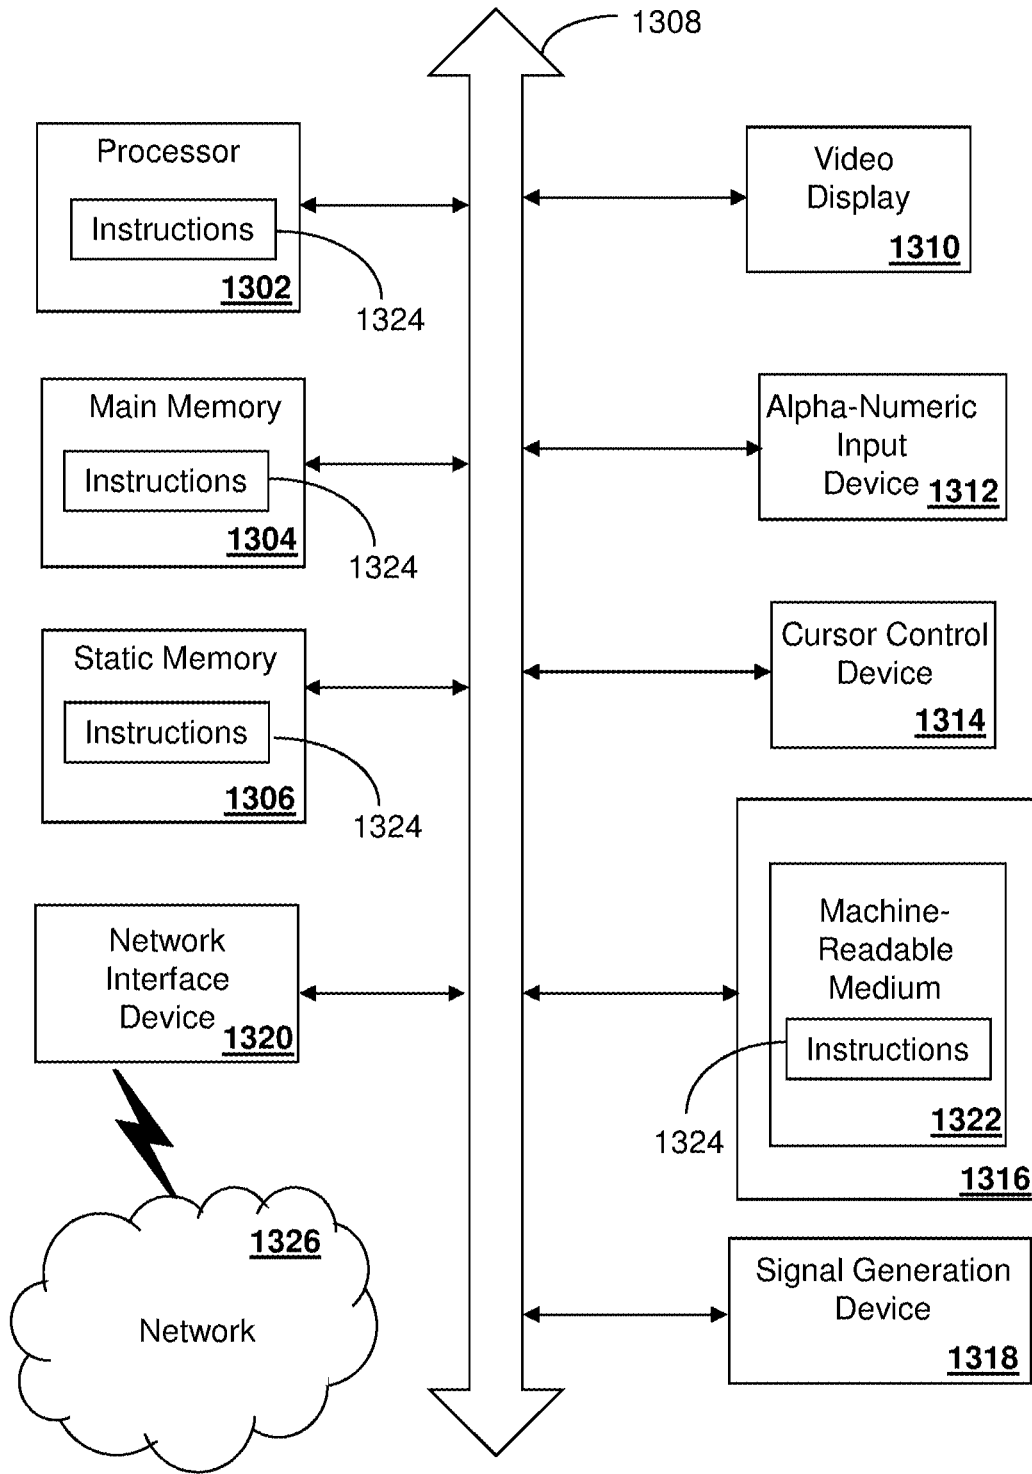 1308
Processor
Instructions
1302
1324
Main Memory
Instructions
1304
1324
Static Memory
Instructions
1306
1324
Network
Interface
Device
1320
1326
Network
Video
Display
1310
Alpha-Numeric
Input
Device
1312
Cursor Control
Device
1314
Machine-
Readable
Medium
Instructions
1324
1322
1316
Signal Generation
Device
1318